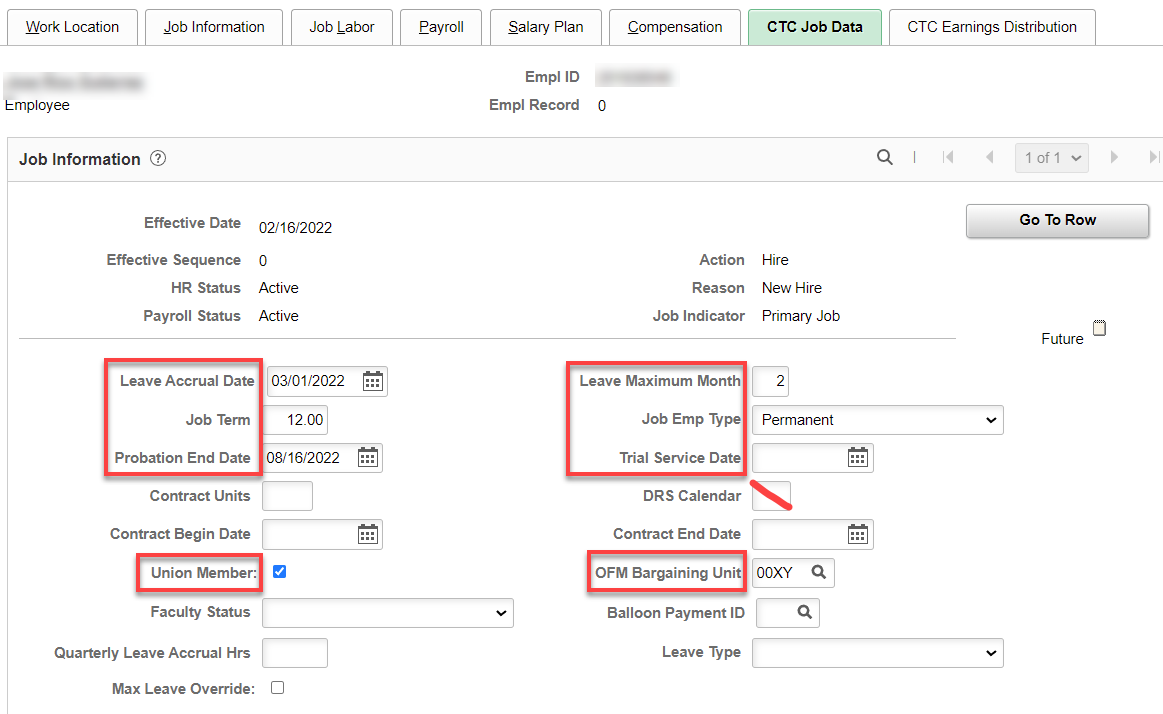 Work Location Job Information Job Labor Payroll Salary Plan Compensation CTC Job Data CTC Earnings Distribution
Empl ID
Employee Empl Record 0
Job Information ? 1 of 1
Effective Date 02/16/2022 Go To Row
Effective Sequence 0 Action Hire
HR Status Active Reason New Hire
Payroll Status Active Job Indicator Primary Job
Future
Leave Accrual Date 03/01/2022 Leave Maximum Month 2
Job Term 12.00 Job Emp Type Permanent
Probation End Date 08/16/2022 Trial Service Date
Contract Units DRS Calendar
Contract Begin Date Contract End Date
Union Member: OFM Bargaining Unit 00XY
Faculty Status Balloon Payment ID
Quarterly Leave Accrual Hrs Leave Type
Max Leave Override: